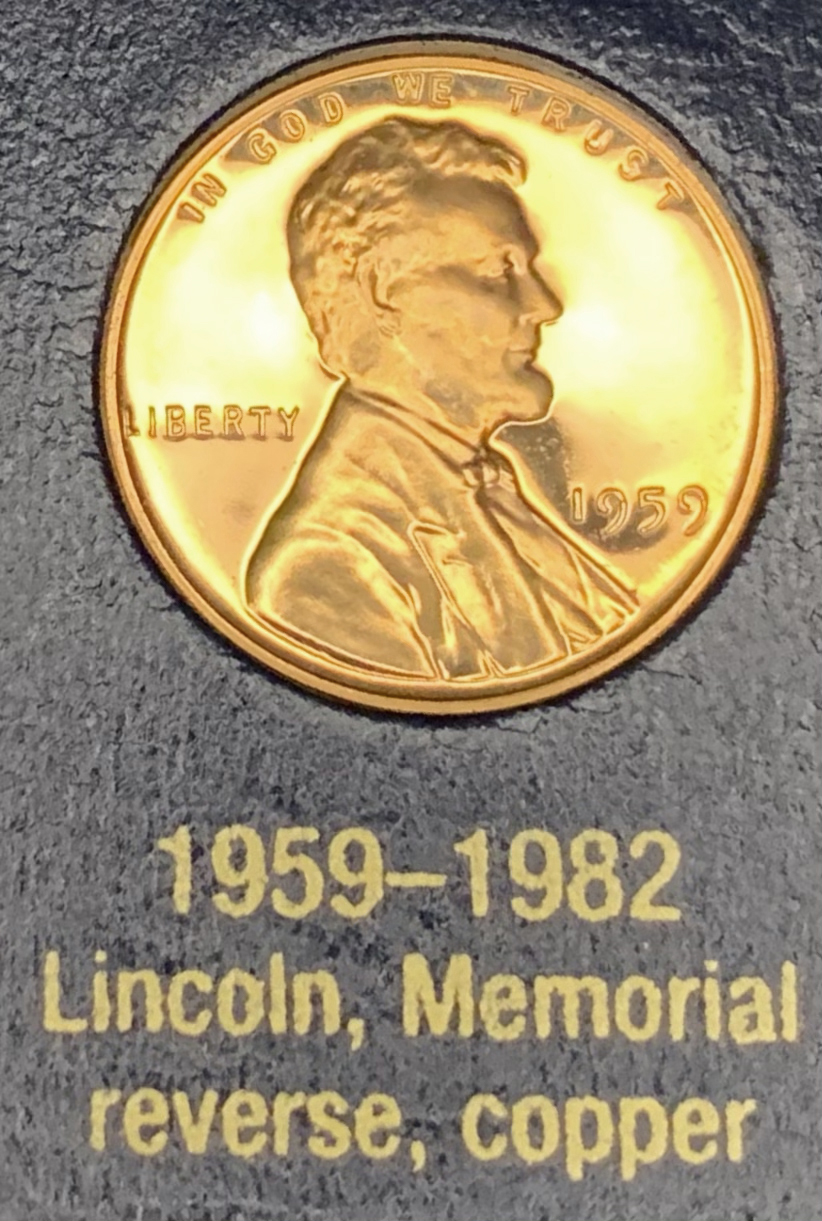 IN GOD WE TRUST
LIBERTY
1959
1959–1982
Lincoln, Memorial
reverse, copper